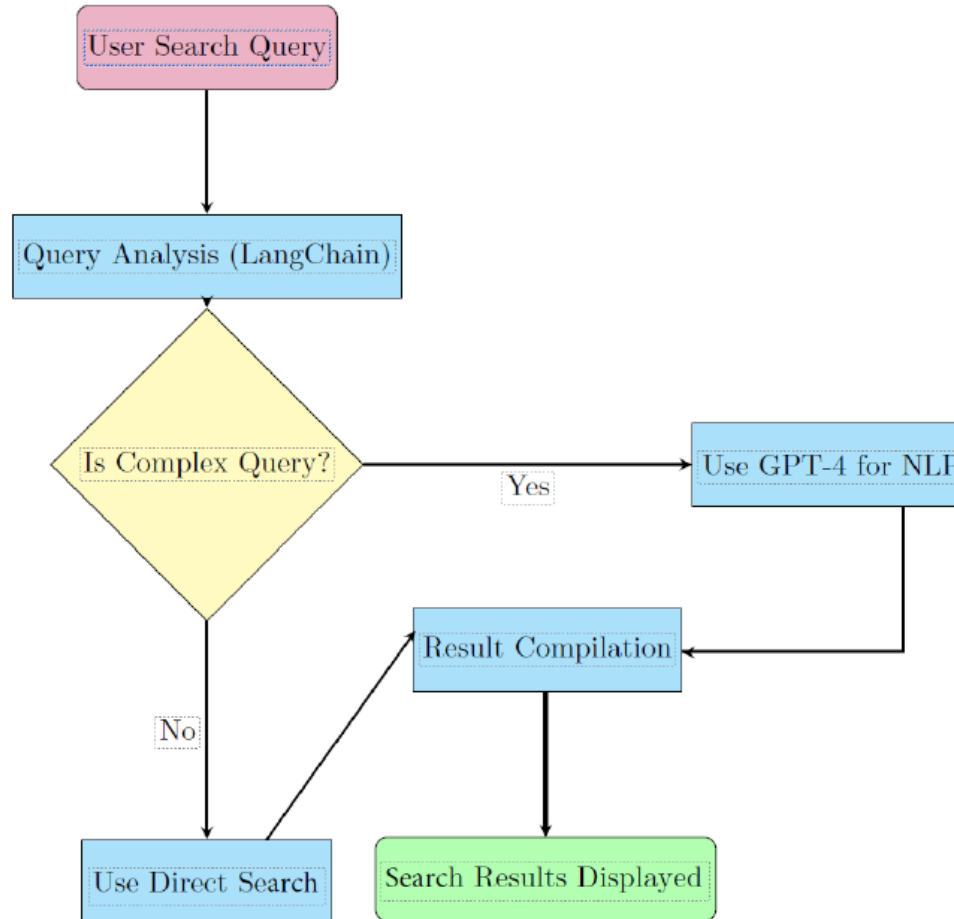 User Search Query
Query Analysis (LangChain)
Is Complex Query?
Yes
Use GPT-4 for NLP
Result Compilation
No
Use Direct Search
Search Results Displayed